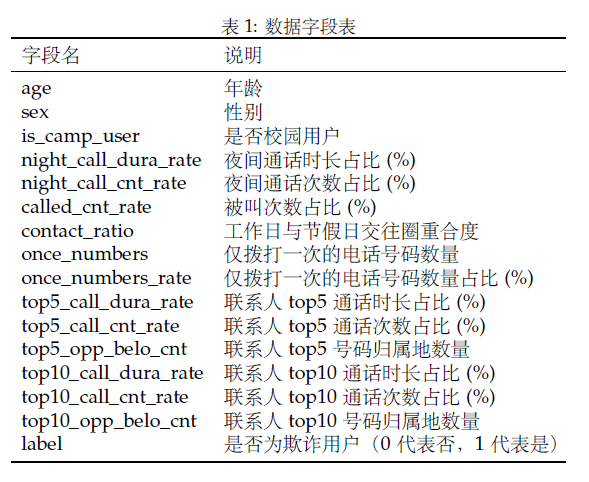 表 1: 数据字段表
字段名 说明
age 年龄
sex 性别
is_camp_user 是否校园用户
night_call_dura_rate 夜间通话时长占比 (%)
night_call_cnt_rate 夜间通话次数占比 (%)
called_cnt_rate 被叫次数占比 (%)
contact_ratio 工作日与节假日交往圈重合度
once_numbers 仅拨打一次的电话号码数量
once_numbers_rate 仅拨打一次的电话号码数量占比 (%)
top5_call_dura_rate 联系人 top5 通话时长占比 (%)
top5_call_cnt_rate 联系人 top5 通话次数占比 (%)
top5_opp_belo_cnt 联系人 top5 号码归属地数量
top10_call_dura_rate 联系人 top10 通话时长占比 (%)
top10_call_cnt_rate 联系人 top10 通话次数占比 (%)
top10_opp_belo_cnt 联系人 top10 号码归属地数量
label 是否为欺诈用户（0 代表否，1 代表是）